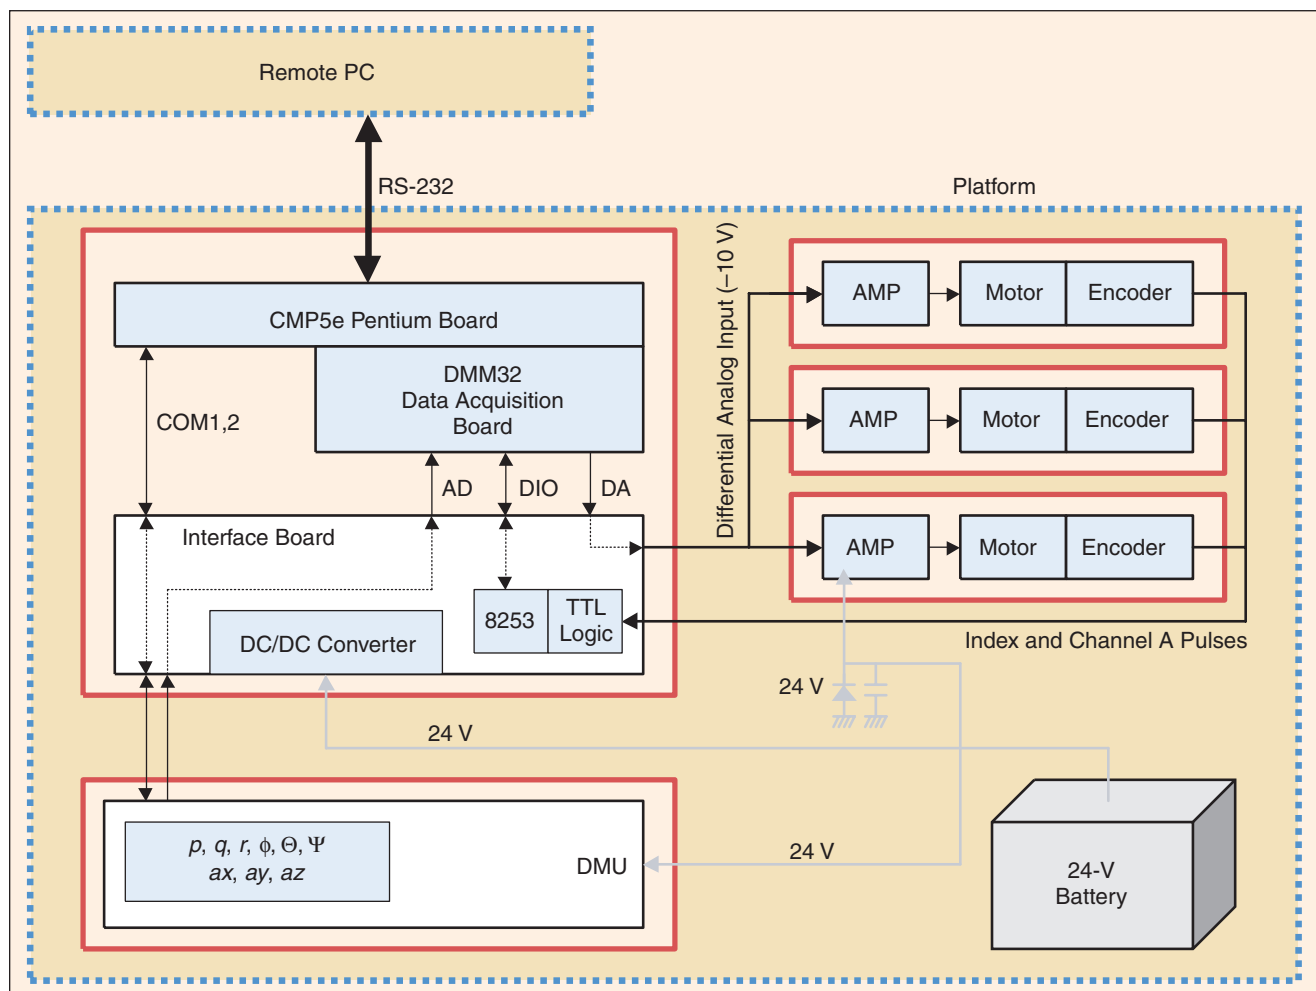 Remote PC
RS-232
Platform
CMP5e Pentium Board
DMM32
Data Acquisition
Board
COM1,2
AD
DIO
DA
Interface Board
8253
TTL
Logic
DC/DC Converter
Differential Analog Input (–10 V)
AMP
Motor
Encoder
AMP
Motor
Encoder
AMP
Motor
Encoder
Index and Channel A Pulses
24 V
24 V
24 V
p, q, r, ϕ, Θ, Ψ
ax, ay, az
DMU
24-V
Battery